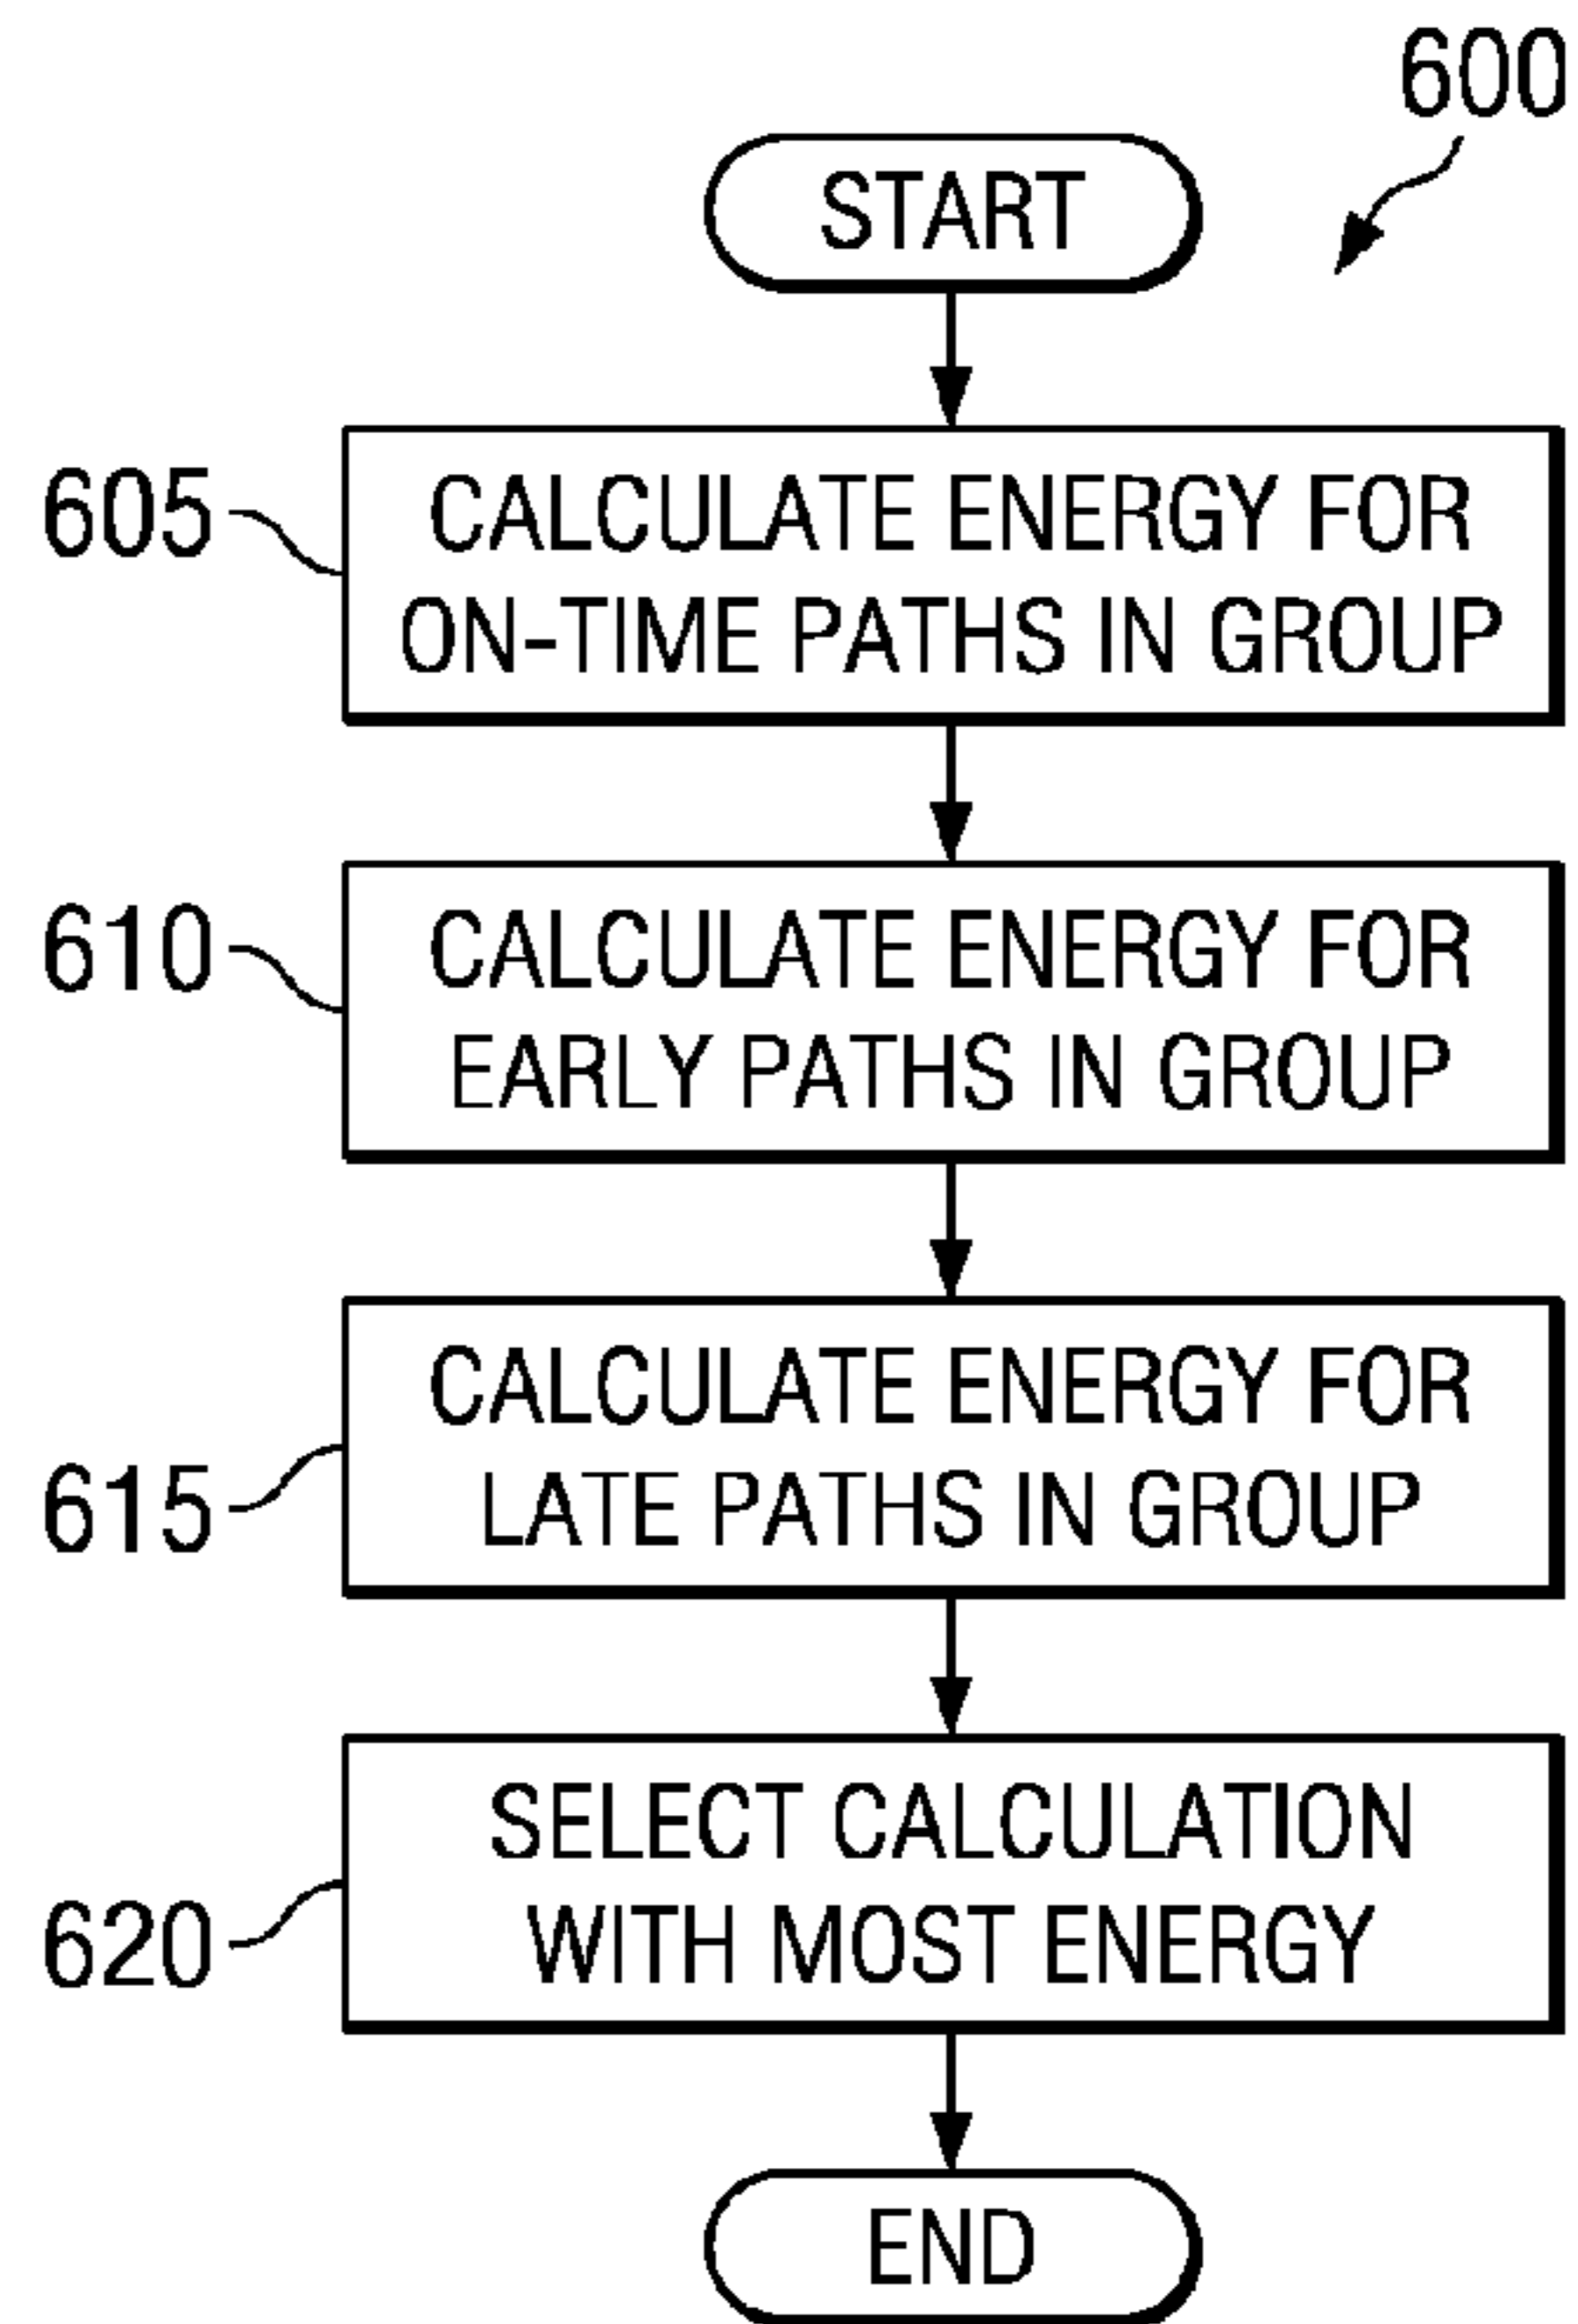 600
START
605
CALCULATE ENERGY FOR
ON-TIME PATHS IN GROUP
610
CALCULATE ENERGY FOR
EARLY PATHS IN GROUP
615
CALCULATE ENERGY FOR
LATE PATHS IN GROUP
620
SELECT CALCULATION
WITH MOST ENERGY
END